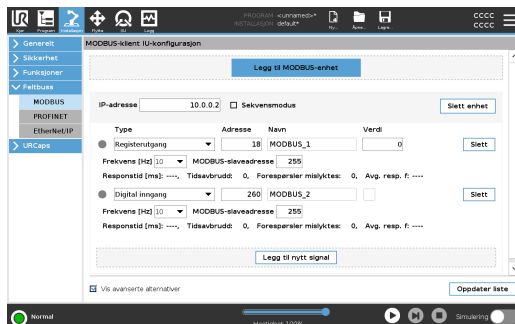 PROGRAM <unnamed>*
INSTALLASJON default*
CCCC
CCCC
Kjør Program Installasjon Flytte I/U Logg Ny... Åpne... Lagre...
Generelt
Sikkerhet
Funksjoner
Feltbuss
MODBUS
PROFINET
EtherNet/IP
URCaps
MODBUS-klient IU-konfigurasjon
Legg til MODBUS-enhet
IP-adresse 10.0.0.2 Sekvensmodus Slett enhet
Type Adresse Navn Verdi
Registerutgang 18 MODBUS_1 0 Slett
Frekvens [Hz] 10 MODBUS-slaveadresse 255
Responstid [ms]: ----, Tidsavbrudd: 0, Forespørsler mislyktes: 0, Avg. resp. f: ----
Digital inngang 260 MODBUS_2 Slett
Frekvens [Hz] 10 MODBUS-slaveadresse 255
Responstid [ms]: ----, Tidsavbrudd: 0, Forespørsler mislyktes: 0, Avg. resp. f: ----
Legg til nytt signal
Vis avanserte alternativer Oppdater liste
Normal
Hastighet 100%
Simulering